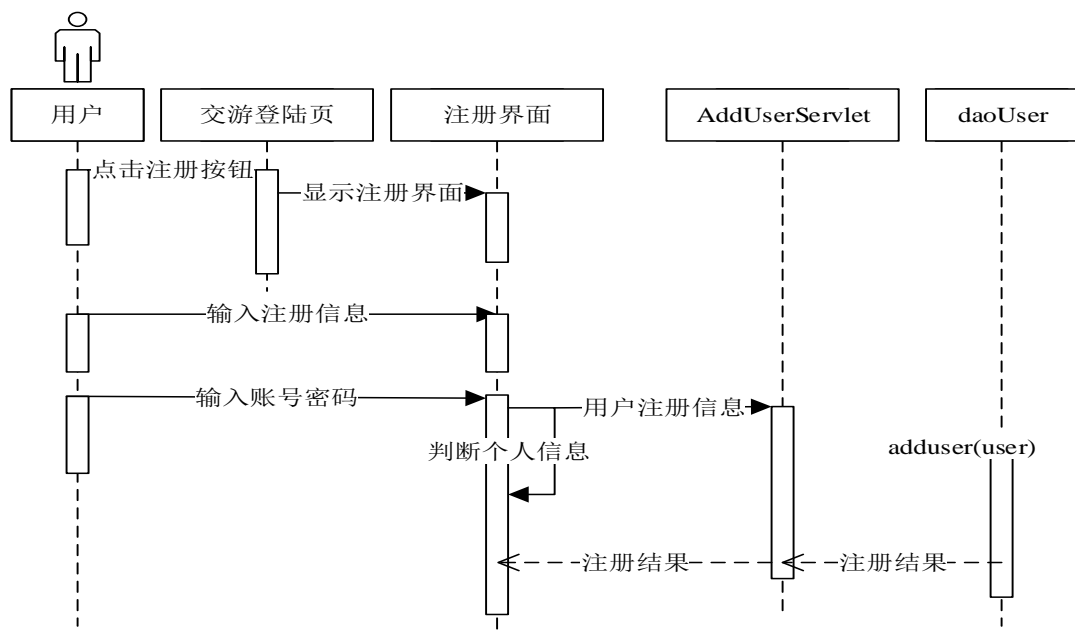 用户
交游登陆页
注册界面
AddUserServlet
daoUser
点击注册按钮
显示注册界面
输入注册信息
输入账号密码
用户注册信息
判断个人信息
adduser(user)
注册结果
注册结果